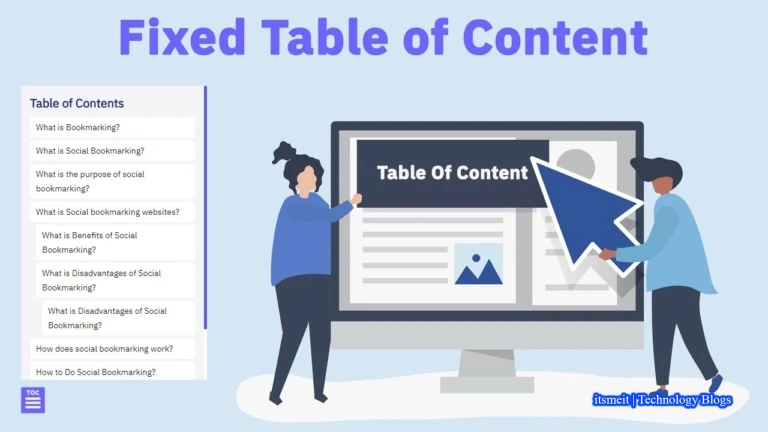 Fixed Table of Content
Table of Contents
What is Bookmarking?
What is Social Bookmarking?
What is the purpose of social
bookmarking?
What is Social bookmarking websites?
What is Benefits of Social
Bookmarking?
What is Disadvantages of Social
Bookmarking?
What is Disadvantages of Social
Bookmarking?
How does social bookmarking work?
How to Do Social Bookmarking?
TOC
Table Of Content
itsmeit | Technology Blogs